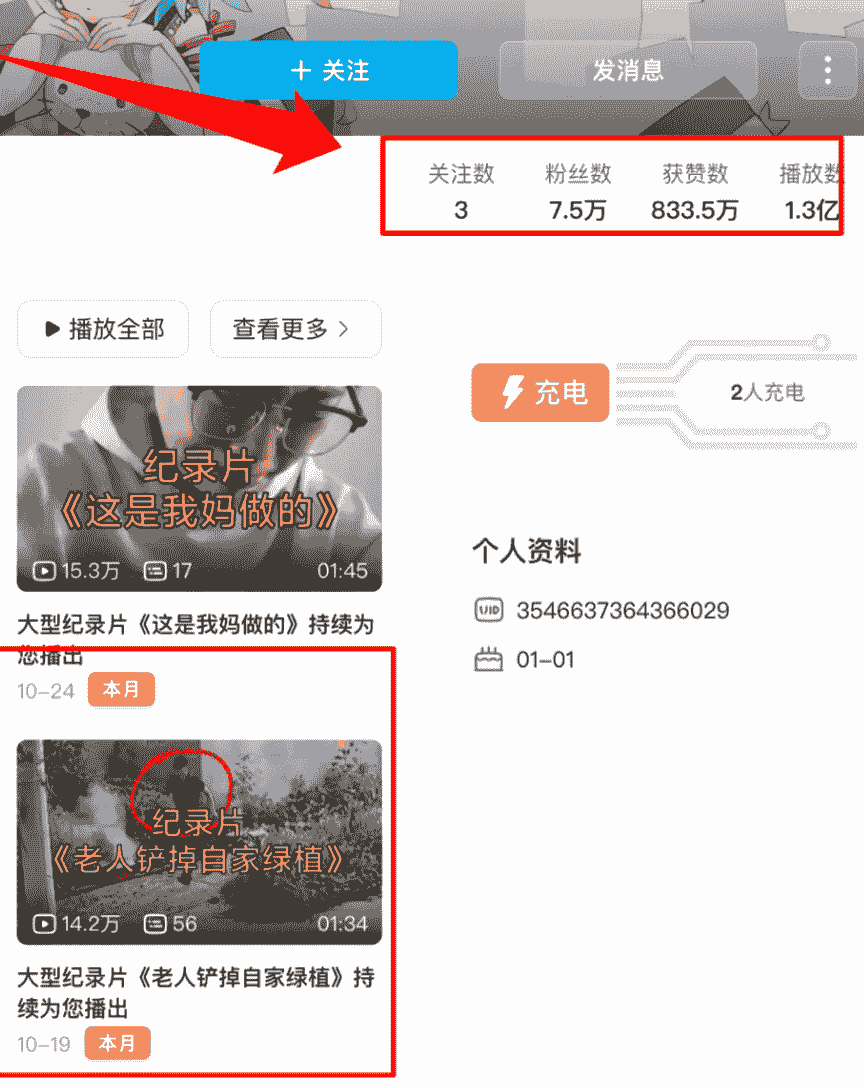 + 关注
发消息
关注数
粉丝数
获赞数
播放数
3
7.5万
833.5万
1.3亿
播放全部
查看更多
充电
2人充电
纪录片
《这是我妈做的》
15.3万
17
01:45
大型纪录片《这是我妈做的》持续为
您播出
10-24
本月
个人资料
UID
3546637364366029
01-01
纪录片
《老人铲掉自家绿植》
14.2万
56
01:34
大型纪录片《老人铲掉自家绿植》持
续为您播出
10-19
本月